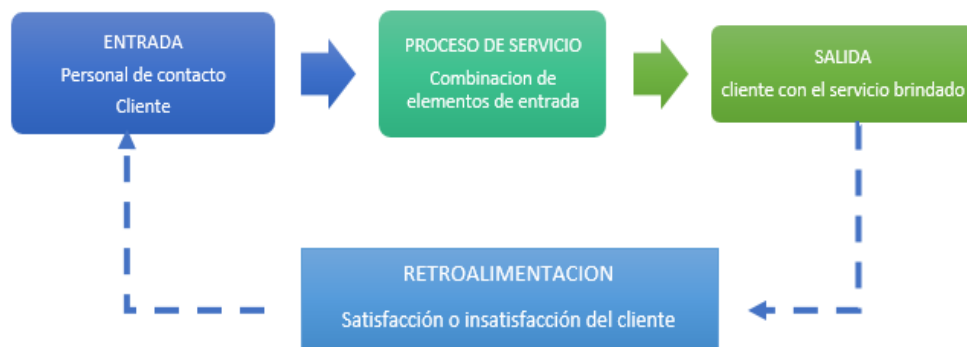 ENTRADA
Personal de contacto
Cliente
PROCESO DE SERVICIO
Combinacion de
elementos de entrada
SALIDA
cliente con el servicio brindado
RETROALIMENTACION
Satisfacción o insatisfacción del cliente